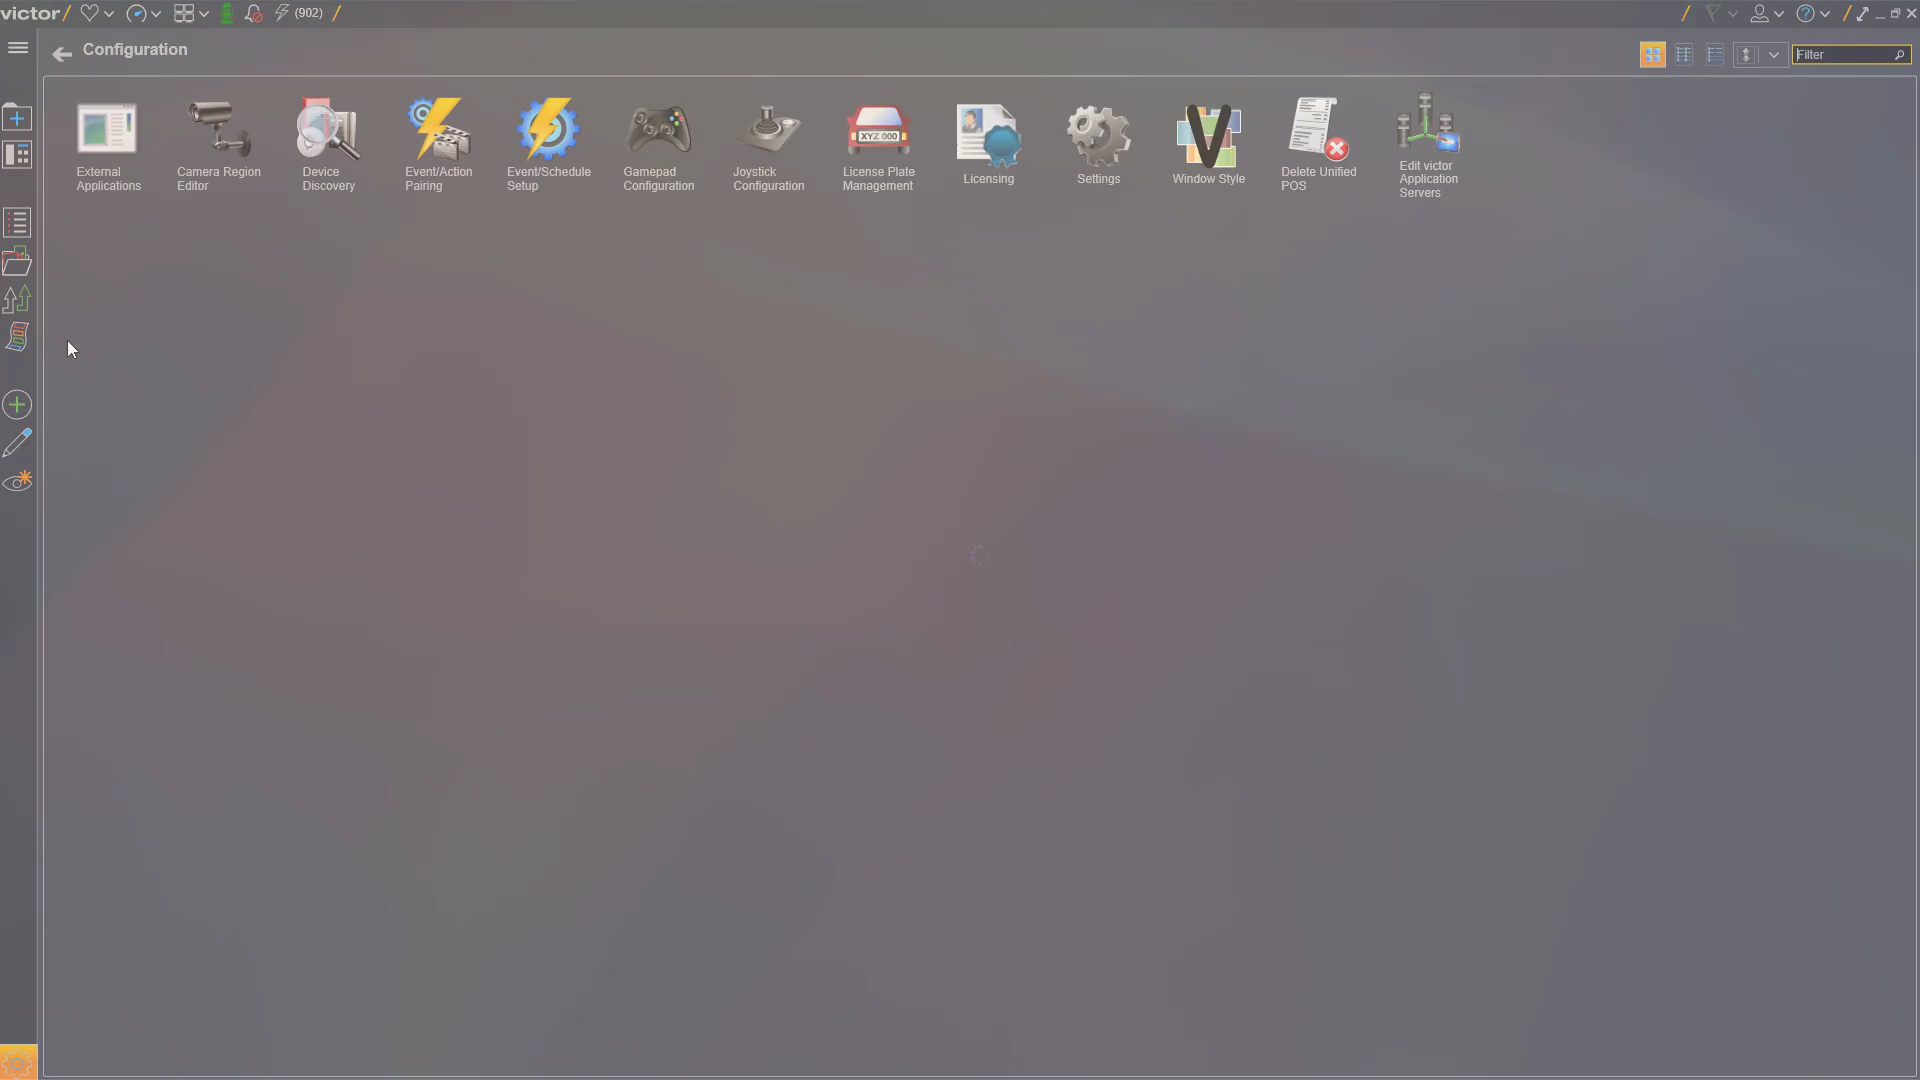 victor
(902)
Configuration
Filter
External
Applications
Camera Region
Editor
Device
Discovery
Event/Action
Pairing
Event/Schedule
Setup
Gamepad
Configuration
Joystick
Configuration
XYZ 000
License Plate
Management
Licensing
Settings
V
Window Style
Delete Unified
POS
Edit victor
Application
Servers